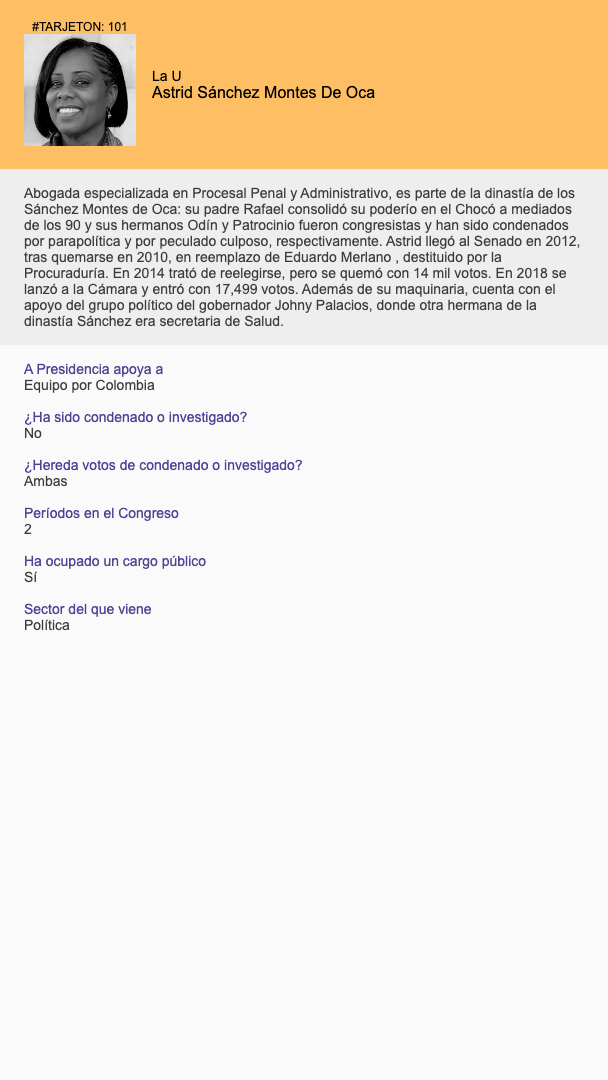 #TARJETON: 101
La U
Astrid Sánchez Montes De Oca
Abogada especializada en Procesal Penal y Administrativo, es parte de la dinastía de los
Sánchez Montes de Oca: su padre Rafael consolidó su poderío en el Chocó a mediados
de los 90 y sus hermanos Odín y Patrocinio fueron congresistas y han sido condenados
por parapolítica y por peculado culposo, respectivamente. Astrid llegó al Senado en 2012,
tras quemarse en 2010, en reemplazo de Eduardo Merlano , destituido por la
Procuraduría. En 2014 trató de reelegirse, pero se quemó con 14 mil votos. En 2018 se
lanzó a la Cámara y entró con 17,499 votos. Además de su maquinaria, cuenta con el
apoyo del grupo político del gobernador Johny Palacios, donde otra hermana de la
dinastía Sánchez era secretaria de Salud.
A Presidencia apoya a
Equipo por Colombia
¿Ha sido condenado o investigado?
No
¿Hereda votos de condenado o investigado?
Ambas
Períodos en el Congreso
2
Ha ocupado un cargo público
Sí
Sector del que viene
Política